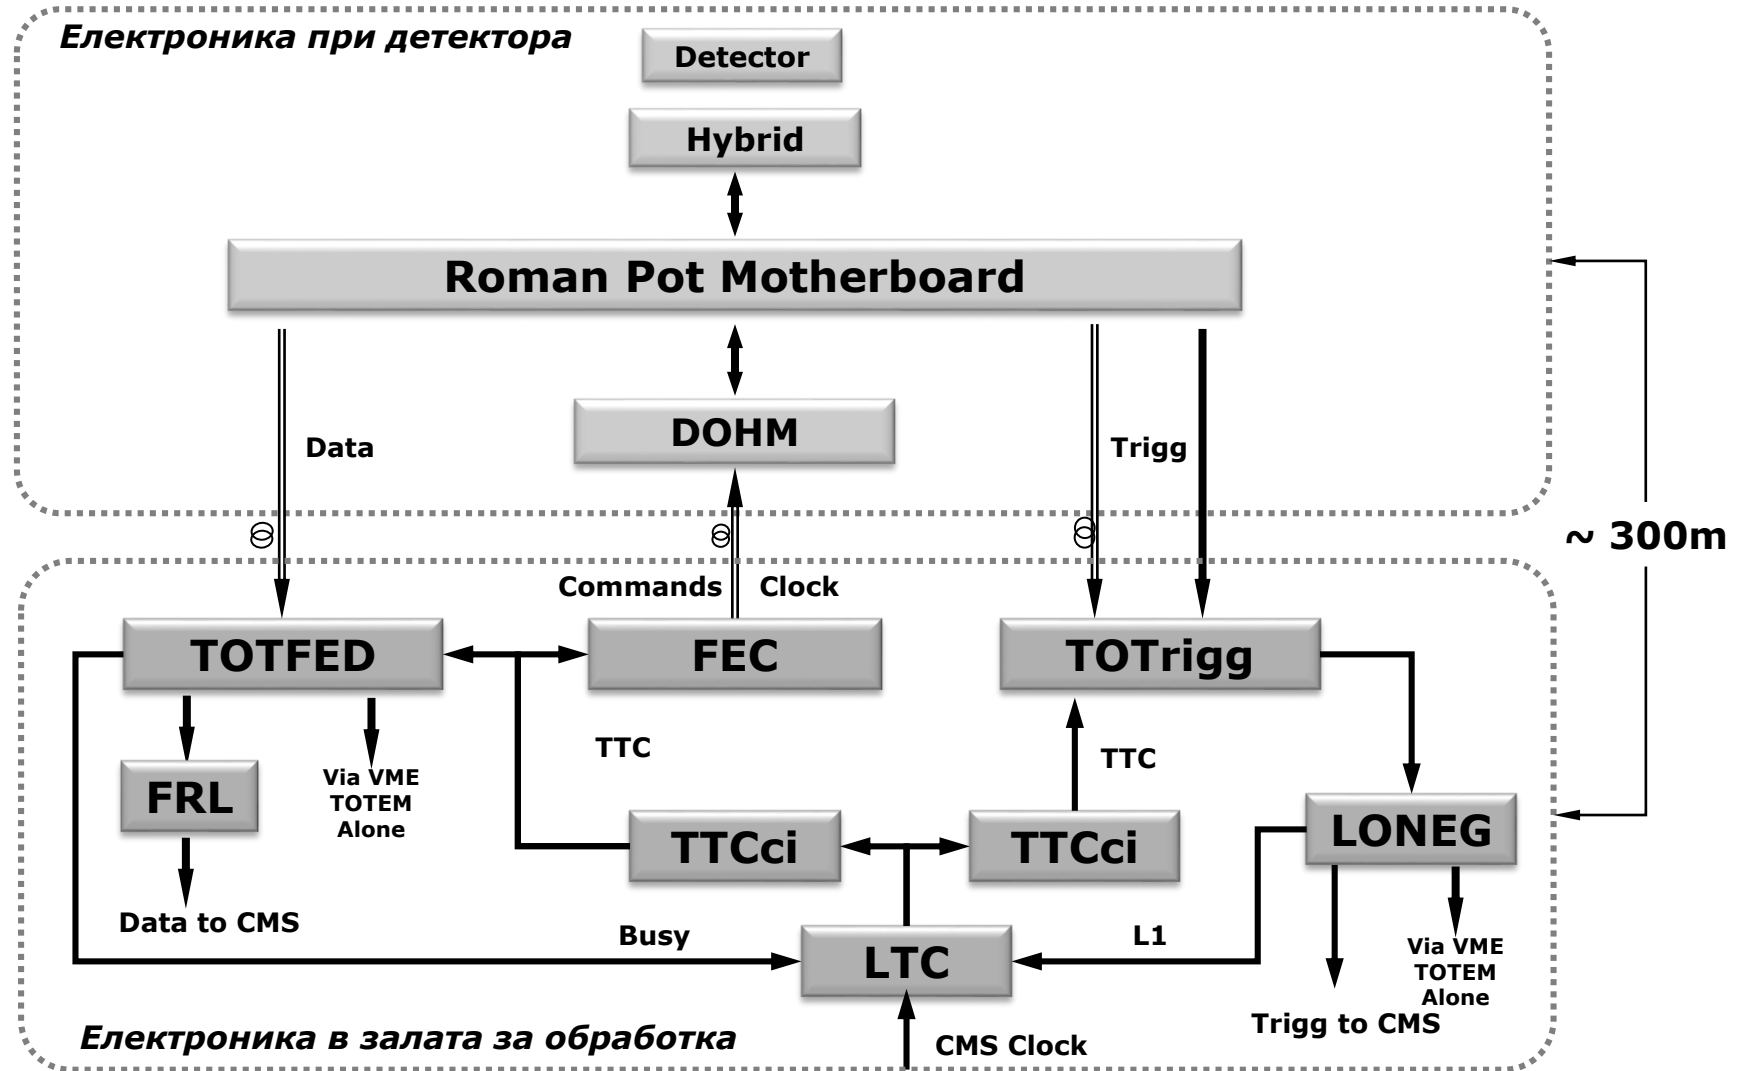 Електроника при детектора
Detector
Hybrid
Roman Pot Motherboard
DOHM
Data
Trigg
~ 300m
Commands
Clock
TOTFED
FEC
TOTrigg
TTC
TTC
FRL
Via VME
TOTEM
Alone
TTCci
TTCci
LONEG
Data to CMS
Busy
L1
LTC
Via VME
TOTEM
Alone
Trigg to CMS
Електроника в залата за обработка
CMS Clock